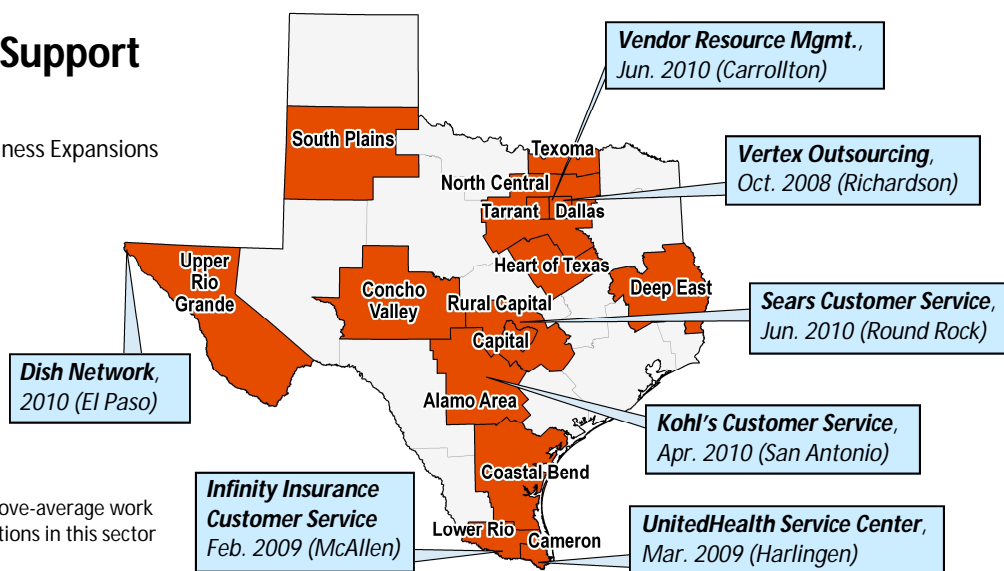 Support
ness Expansions
Vendor Resource Mgmt.,
Jun. 2010 (Carrollton)
Vertex Outsourcing,
Oct. 2008 (Richardson)
Sears Customer Service,
Jun. 2010 (Round Rock)
Kohl's Customer Service,
Apr. 2010 (San Antonio)
UnitedHealth Service Center,
Mar. 2009 (Harlingen)
Infinity Insurance
Customer Service
Feb. 2009 (McAllen)
Dish Network,
2010 (El Paso)
South Plains
Texoma
North Central
Tarrant
Dallas
Upper
Rio
Grande
Concho
Valley
Heart of Texas
Deep East
Rural Capital
Capital
Alamo Area
Coastal Bend
Lower Rio
Cameron
ove-average work
tions in this sector